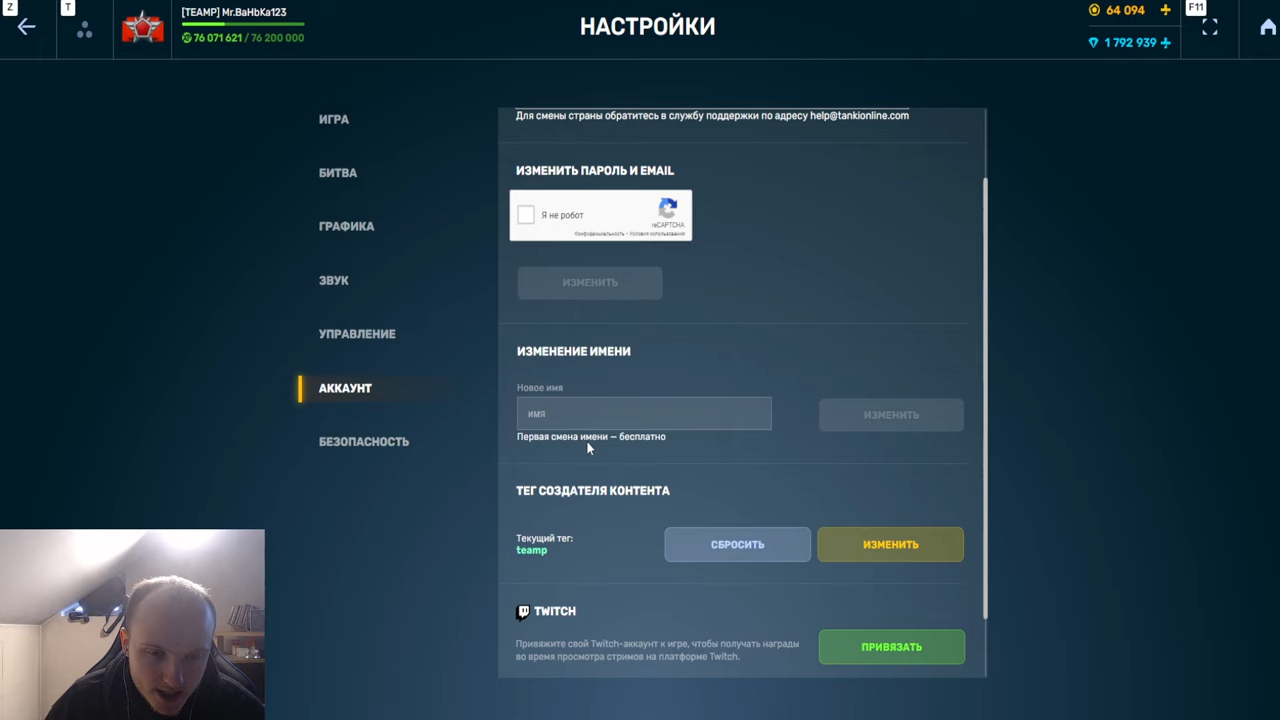 Z
T
[TEAMP] Mr.BaHbKa123
76 071 621 / 76 200 000
НАСТРОЙКИ
64 094 +
1 792 939 +
F11
ИГРА
БИТВА
ГРАФИКА
ЗВУК
УПРАВЛЕНИЕ
АККАУНТ
БЕЗОПАСНОСТЬ
Для смены страны обратитесь в службу поддержки по адресу help@tankionline.com
ИЗМЕНИТЬ ПАРОЛЬ И EMAIL
Я не робот
reCAPTCHA
Конфиденциальность - Условия использования
ИЗМЕНИТЬ
ИЗМЕНЕНИЕ ИМЕНИ
Новое имя
имя
ИЗМЕНИТЬ
Первая смена имени – бесплатно
ТЕГ СОЗДАТЕЛЯ КОНТЕНТА
Текущий тег:
teamp
СБРОСИТЬ
ИЗМЕНИТЬ
TWITCH
Привяжите свой Twitch-аккаунт к игре, чтобы получать награды
во время просмотра стримов на платформе Twitch.
ПРИВЯЗАТЬ